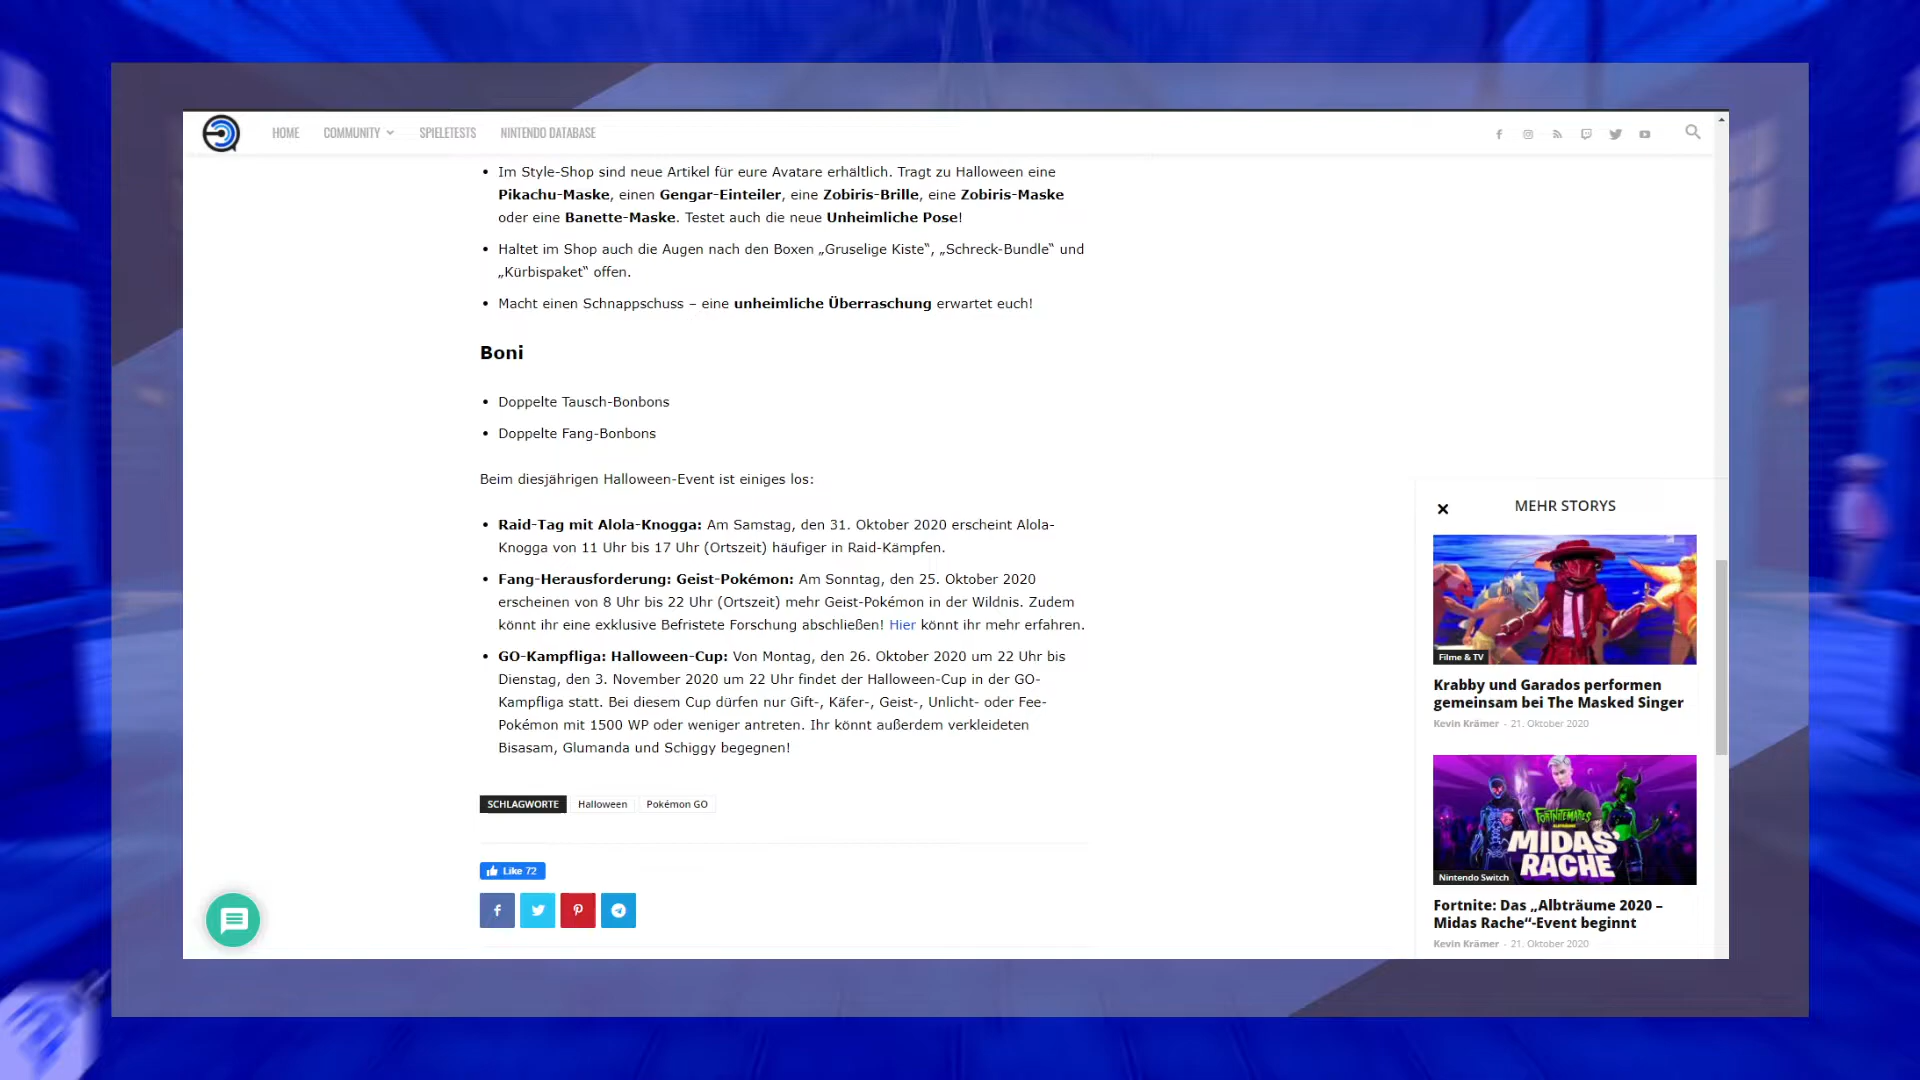 HOME COMMUNITY SPIELETESTS NINTENDO DATABASE
Im Style-Shop sind neue Artikel für eure Avatare erhältlich. Tragt zu Halloween eine
Pikachu-Maske, einen Gengar-Einteiler, eine Zobiris-Brille, eine Zobiris-Maske
oder eine Banette-Maske. Testet auch die neue Unheimliche Pose!
Haltet im Shop auch die Augen nach den Boxen „Gruselige Kiste“, „Schreck-Bundle“ und
„Kürbispaket“ offen.
Macht einen Schnappschuss – eine unheimliche Überraschung erwartet euch!
Boni
Doppelte Tausch-Bonbons
Doppelte Fang-Bonbons
Beim diesjährigen Halloween-Event ist einiges los:
Raid-Tag mit Alola-Knogga: Am Samstag, den 31. Oktober 2020 erscheint Alola-
Knogga von 11 Uhr bis 17 Uhr (Ortszeit) häufiger in Raid-Kämpfen.
Fang-Herausforderung: Geist-Pokémon: Am Sonntag, den 25. Oktober 2020
erscheinen von 8 Uhr bis 22 Uhr (Ortszeit) mehr Geist-Pokémon in der Wildnis. Zudem
könnt ihr eine exklusive Befristete Forschung abschließen! Hier könnt ihr mehr erfahren.
GO-Kampfliga: Halloween-Cup: Von Montag, den 26. Oktober 2020 um 22 Uhr bis
Dienstag, den 3. November 2020 um 22 Uhr findet der Halloween-Cup in der GO-
Kampfliga statt. Bei diesem Cup dürfen nur Gift-, Käfer-, Geist-, Unlicht- oder Fee-
Pokémon mit 1500 WP oder weniger antreten. Ihr könnt außerdem verkleideten
Bisasam, Glumanda und Schiggy begegnen!
SCHLAGWORTE Halloween Pokémon GO
Like 72
MEHR STORYS
Filme & TV
Krabby und Garados performen
gemeinsam bei The Masked Singer
Kevin Krämer - 21. Oktober 2020
FORTNITEMARES
MIDAS
RACHE
Nintendo Switch
Fortnite: Das „Albträume 2020 –
Midas Rache“-Event beginnt
Kevin Krämer - 21. Oktober 2020